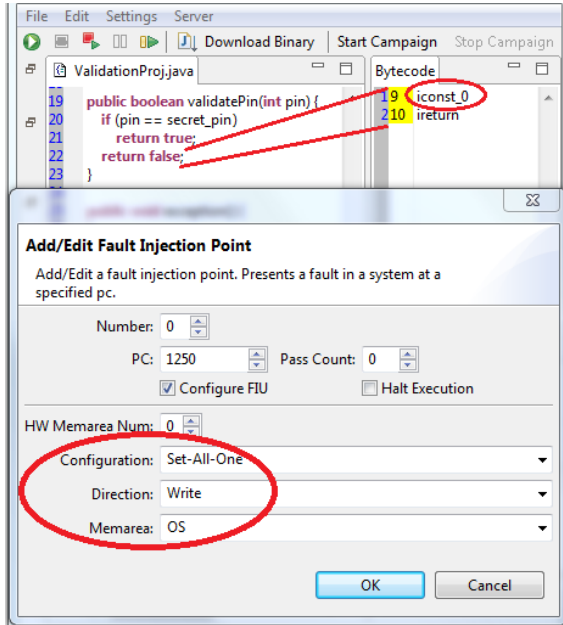 File Edit Settings Server
Download Binary Start Campaign Stop Campaign
ValidationProj.java Bytecode
19 public boolean validatePin(int pin) { 1 9 iconst_0
20 if (pin == secret_pin) 2 10 ireturn
21 return true;
22 return false;
23 }
Add/Edit Fault Injection Point
Add/Edit a fault injection point. Presents a fault in a system at a
specified pc.
Number: 0
PC: 1250 Pass Count: 0
Configure FIU Halt Execution
HW Memarea Num: 0
Configuration: Set-All-One
Direction: Write
Memarea: OS
OK Cancel